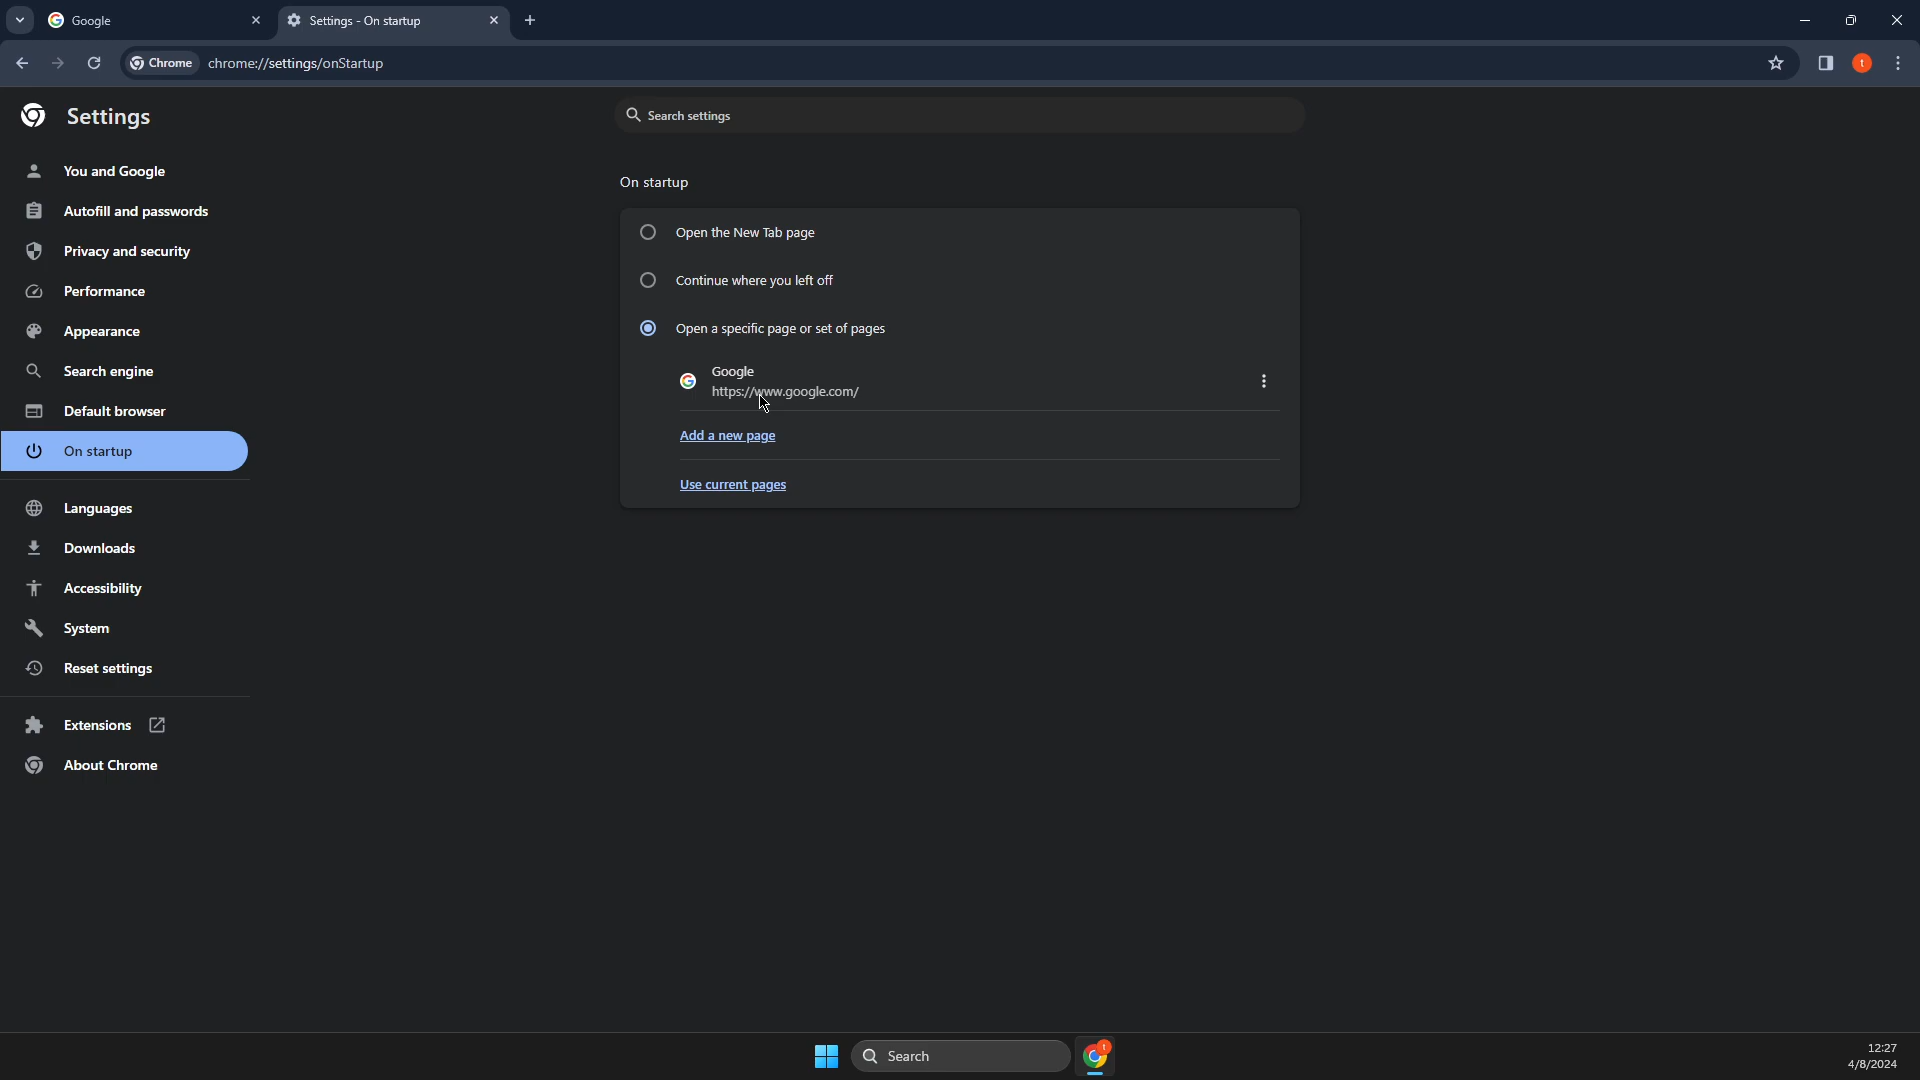 Google
Settings - On startup
Chrome
chrome://settings/onStartup
t
Settings
Search settings
You and Google
Autofill and passwords
Privacy and security
Performance
Appearance
Search engine
Default browser
On startup
Languages
Downloads
Accessibility
System
Reset settings
Extensions
About Chrome
On startup
Open the New Tab page
Continue where you left off
Open a specific page or set of pages
Google
https://www.google.com/
Add a new page
Use current pages
Search
t
12:27
4/8/2024